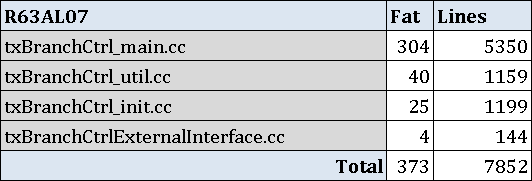 R63AL07 Fat Lines
txBranchCtrl_main.cc 304 5350
txBranchCtrl_util.cc 40 1159
txBranchCtrl_init.cc 25 1199
txBranchCtrlExternalInterface.cc 4 144
Total 373 7852